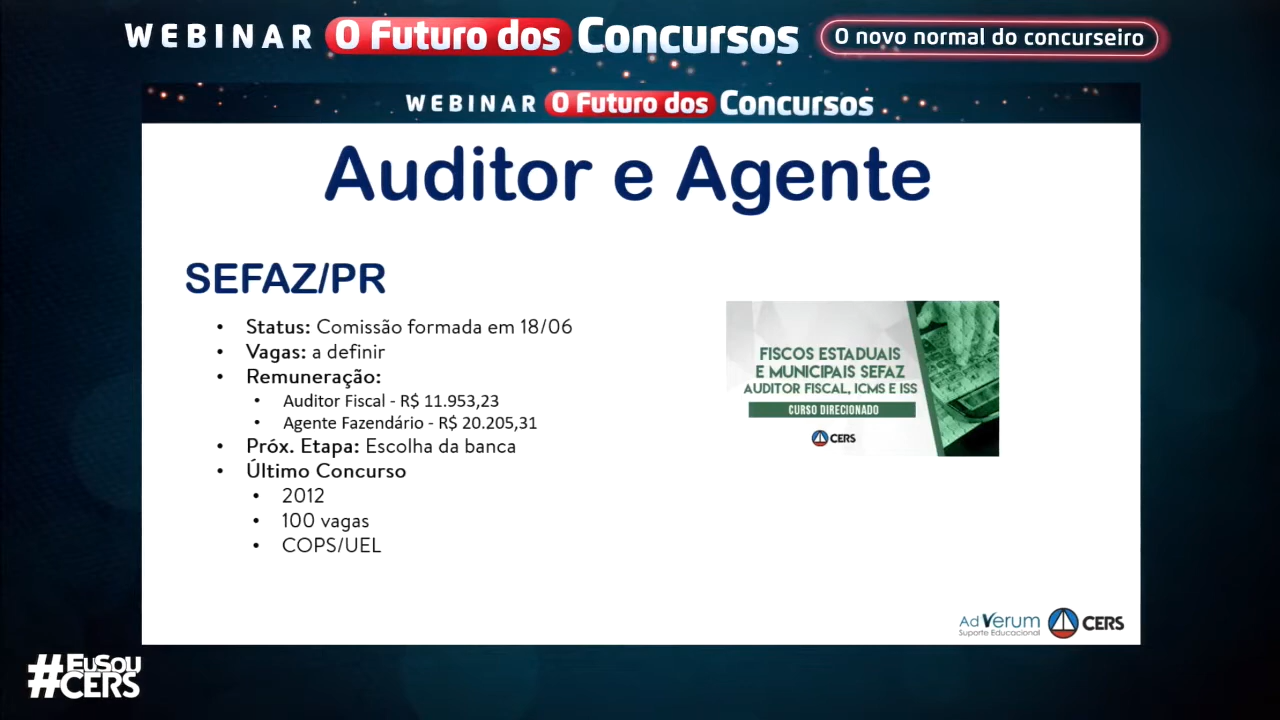 WEBINAR O Futuro dos Concursos O novo normal do concurseiro
WEBINAR O Futuro dos Concursos
Auditor e Agente
SEFAZ/PR
• Status: Comissão formada em 18/06
• Vagas: a definir
• Remuneração:
• Auditor Fiscal - R$ 11.953,23
• Agente Fazendário - R$ 20.205,31
• Próx. Etapa: Escolha da banca
• Último Concurso
• 2012
• 100 vagas
• COPS/UEL
FISCOS ESTADUAIS
E MUNICIPAIS SEFAZ
AUDITOR FISCAL, ICMS E ISS
CURSO DIRECIONADO
CERS
Ad Verum
Suporte Educacional
CERS
#EUSOU
CERS